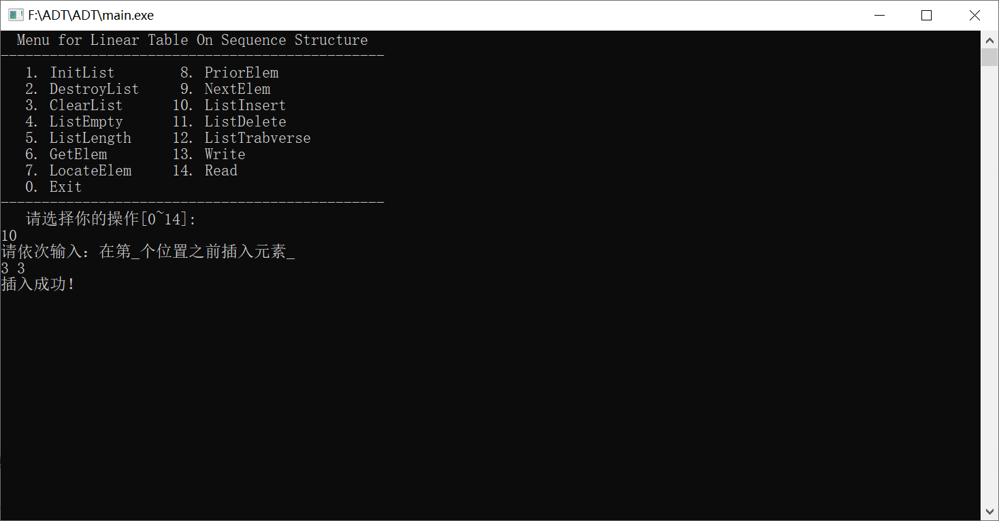 F:\ADT\ADT\main.exe
Menu for Linear Table On Sequence Structure
-----------------------------------------------
1. InitList 8. PriorElem
2. DestroyList 9. NextElem
3. ClearList 10. ListInsert
4. ListEmpty 11. ListDelete
5. ListLength 12. ListTrabverse
6. GetElem 13. Write
7. LocateElem 14. Read
0. Exit
-----------------------------------------------
请选择你的操作[0~14]:
10
请依次输入：在第_个位置之前插入元素_
3 3
插入成功！